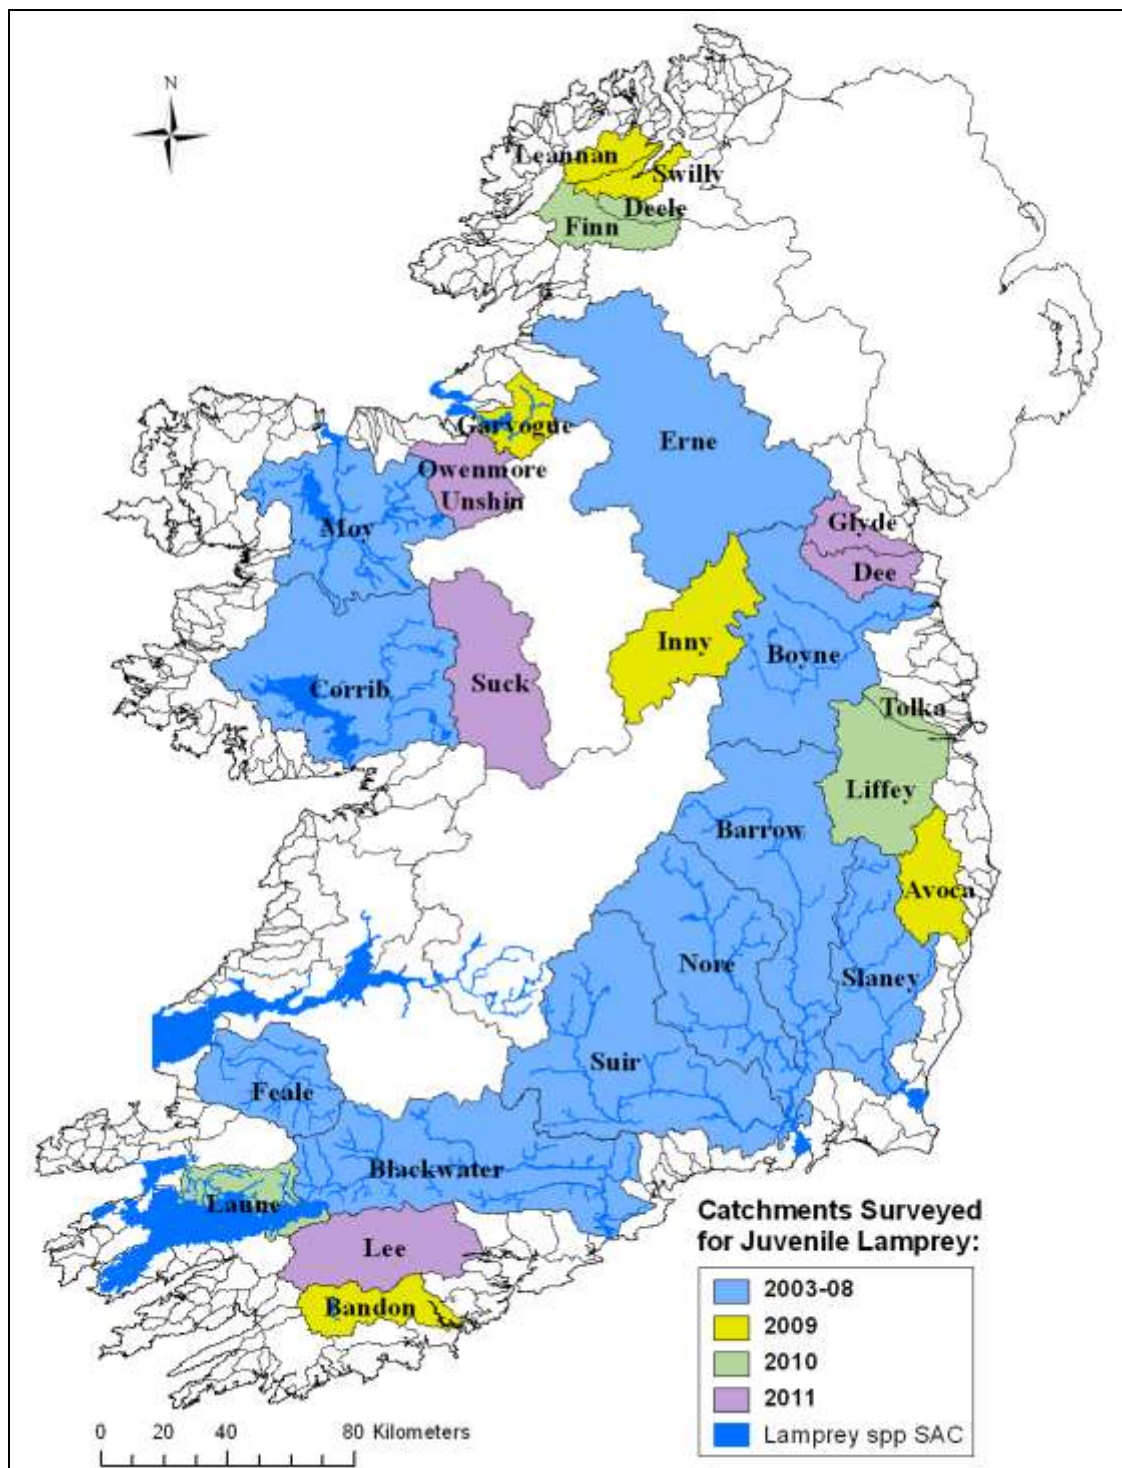 N
Leannan
Swilly
Deele
Finn
Garvogue
Erne
Owenmore
Unshin
Glyde
Moy
Dee
Inny
Boyne
Suck
Corrib
Tolka
Liffey
Barrow
Avoca
Nore
Slaney
Suir
Feale
Blackwater
Laune
Lee
Bandon
Catchments Surveyed
for Juvenile Lamprey:
2003-08
2009
2010
2011
Lamprey spp SAC
0 20 40 80 Kilometers